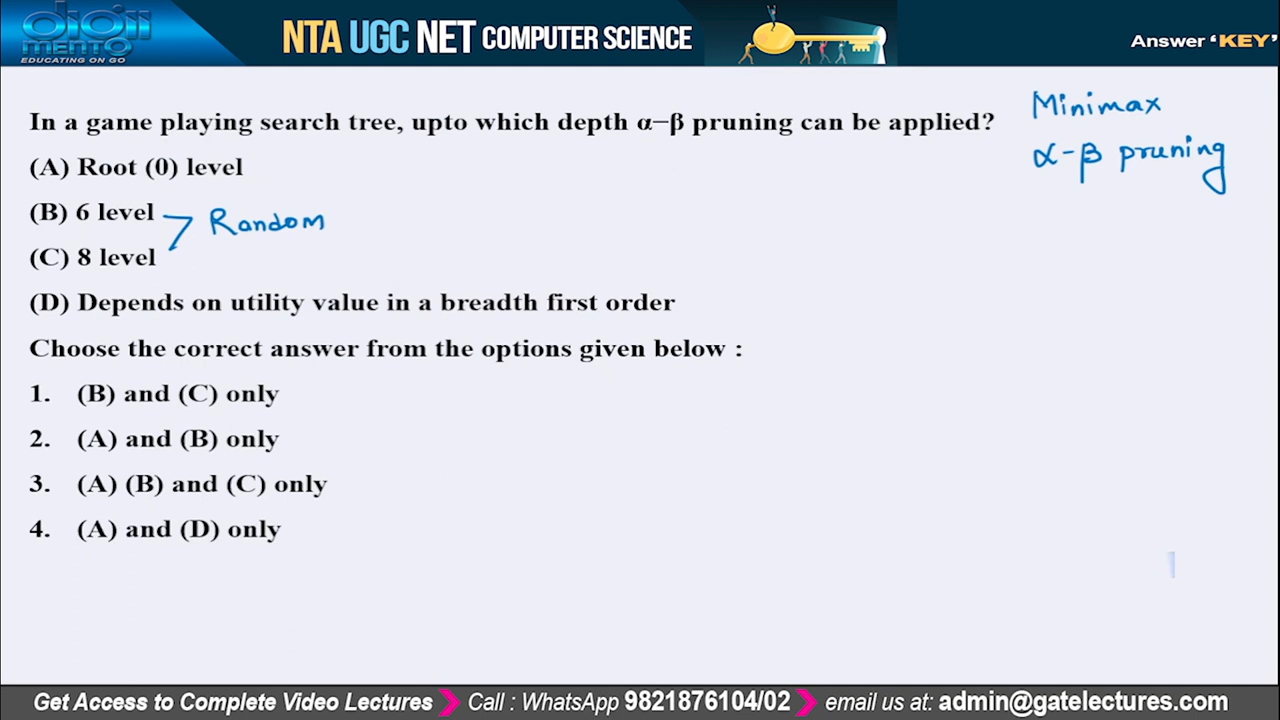 digii
MENTO
EDUCATING ON GO
NTA UGC NET COMPUTER SCIENCE
Answer ‘KEY’
In a game playing search tree, upto which depth α−β pruning can be applied?
Minimax
α-β pruning
(A) Root (0) level
(B) 6 level
Random
(C) 8 level
(D) Depends on utility value in a breadth first order
Choose the correct answer from the options given below :
1. (B) and (C) only
2. (A) and (B) only
3. (A) (B) and (C) only
4. (A) and (D) only
Get Access to Complete Video Lectures Call : WhatsApp 9821876104/02 email us at: admin@gatelectures.com